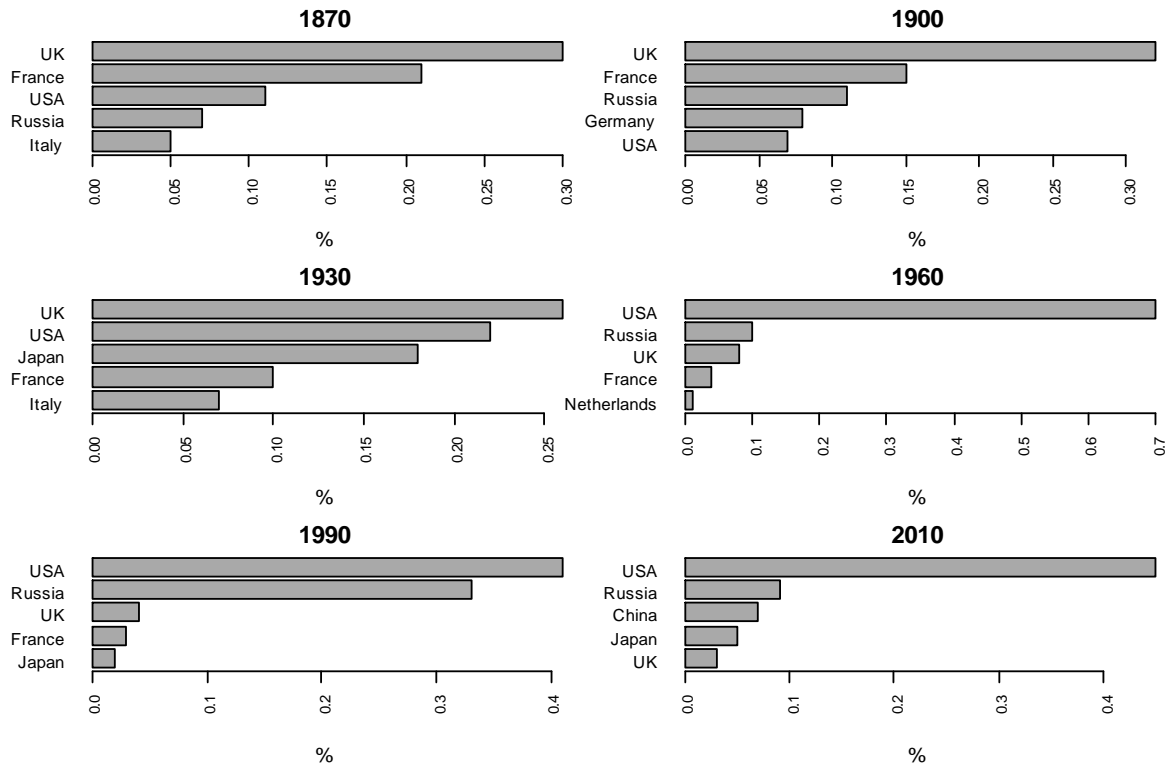 1870
UK
France
USA
Russia
Italy
0.00
0.05
0.10
0.15
0.20
0.25
0.30
%
1900
UK
France
Russia
Germany
USA
0.00
0.05
0.10
0.15
0.20
0.25
0.30
%
1930
UK
USA
Japan
France
Italy
0.00
0.05
0.10
0.15
0.20
0.25
%
1960
USA
Russia
UK
France
Netherlands
0.0
0.1
0.2
0.3
0.4
0.5
0.6
0.7
%
1990
USA
Russia
UK
France
Japan
0.0
0.1
0.2
0.3
0.4
%
2010
USA
Russia
China
Japan
UK
0.0
0.1
0.2
0.3
0.4
%